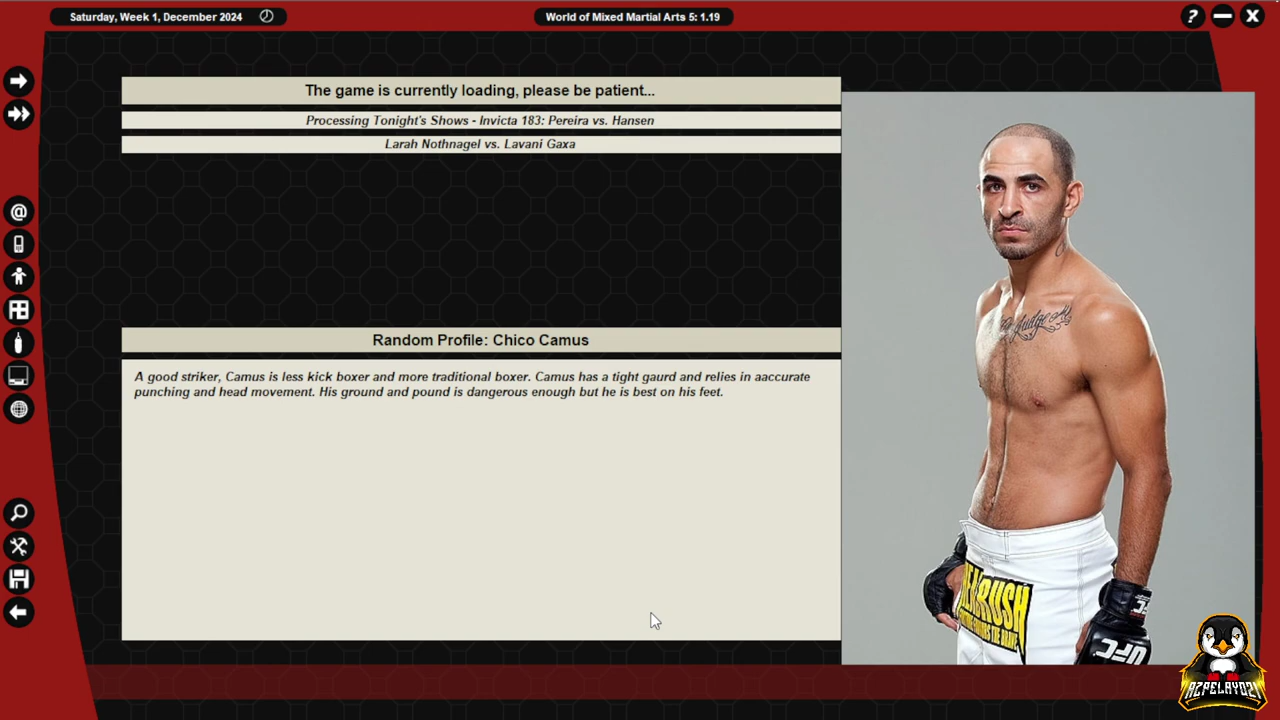 Saturday, Week 1, December 2024
World of Mixed Martial Arts 5: 1.19
?
X
The game is currently loading, please be patient...
Processing Tonight's Shows - Invicta 183: Pereira vs. Hansen
Larah Nothnagel vs. Lavani Gaxa
@
Random Profile: Chico Camus
A good striker, Camus is less kick boxer and more traditional boxer. Camus has a tight gaurd and relies in aaccurate
punching and head movement. His ground and pound is dangerous enough but he is best on his feet.
UFC
AZPELAYO21